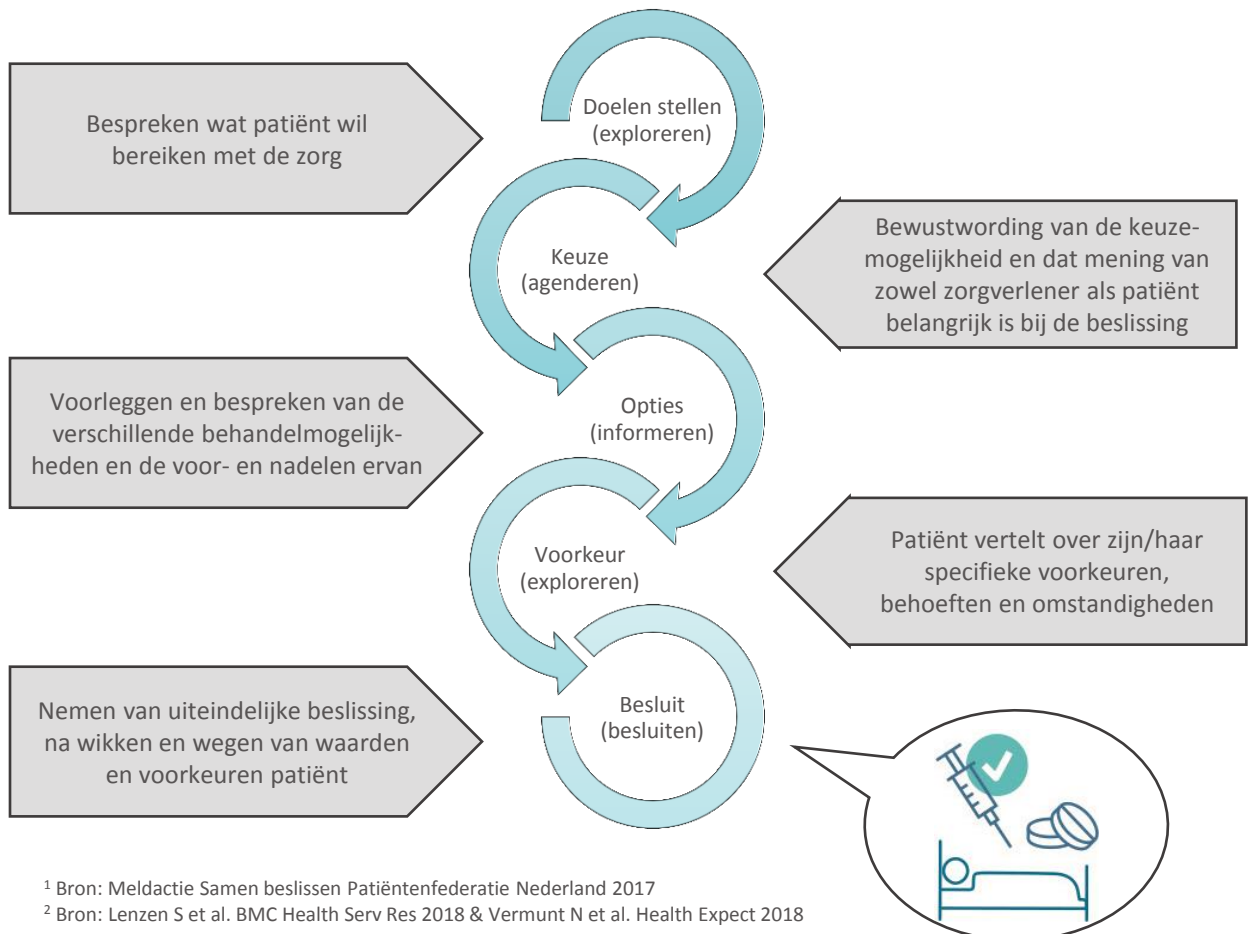 Doelen stellen
(exploreren)
Bespreken wat patiënt wil
bereiken met de zorg
Keuze
(agenderen)
Bewustwording van de keuze-
mogelijkheid en dat mening van
zowel zorgverlener als patiënt
belangrijk is bij de beslissing
Opties
(informeren)
Voorleggen en bespreken van de
verschillende behandelmogelijk-
heden en de voor- en nadelen ervan
Voorkeur
(exploreren)
Patiënt vertelt over zijn/haar
specifieke voorkeuren,
behoeften en omstandigheden
Besluit
(besluiten)
Nemen van uiteindelijke beslissing,
na wikken en wegen van waarden
en voorkeuren patiënt
¹ Bron: Meldactie Samen beslissen Patiëntenfederatie Nederland 2017
² Bron: Lenzen S et al. BMC Health Serv Res 2018 & Vermunt N et al. Health Expect 2018